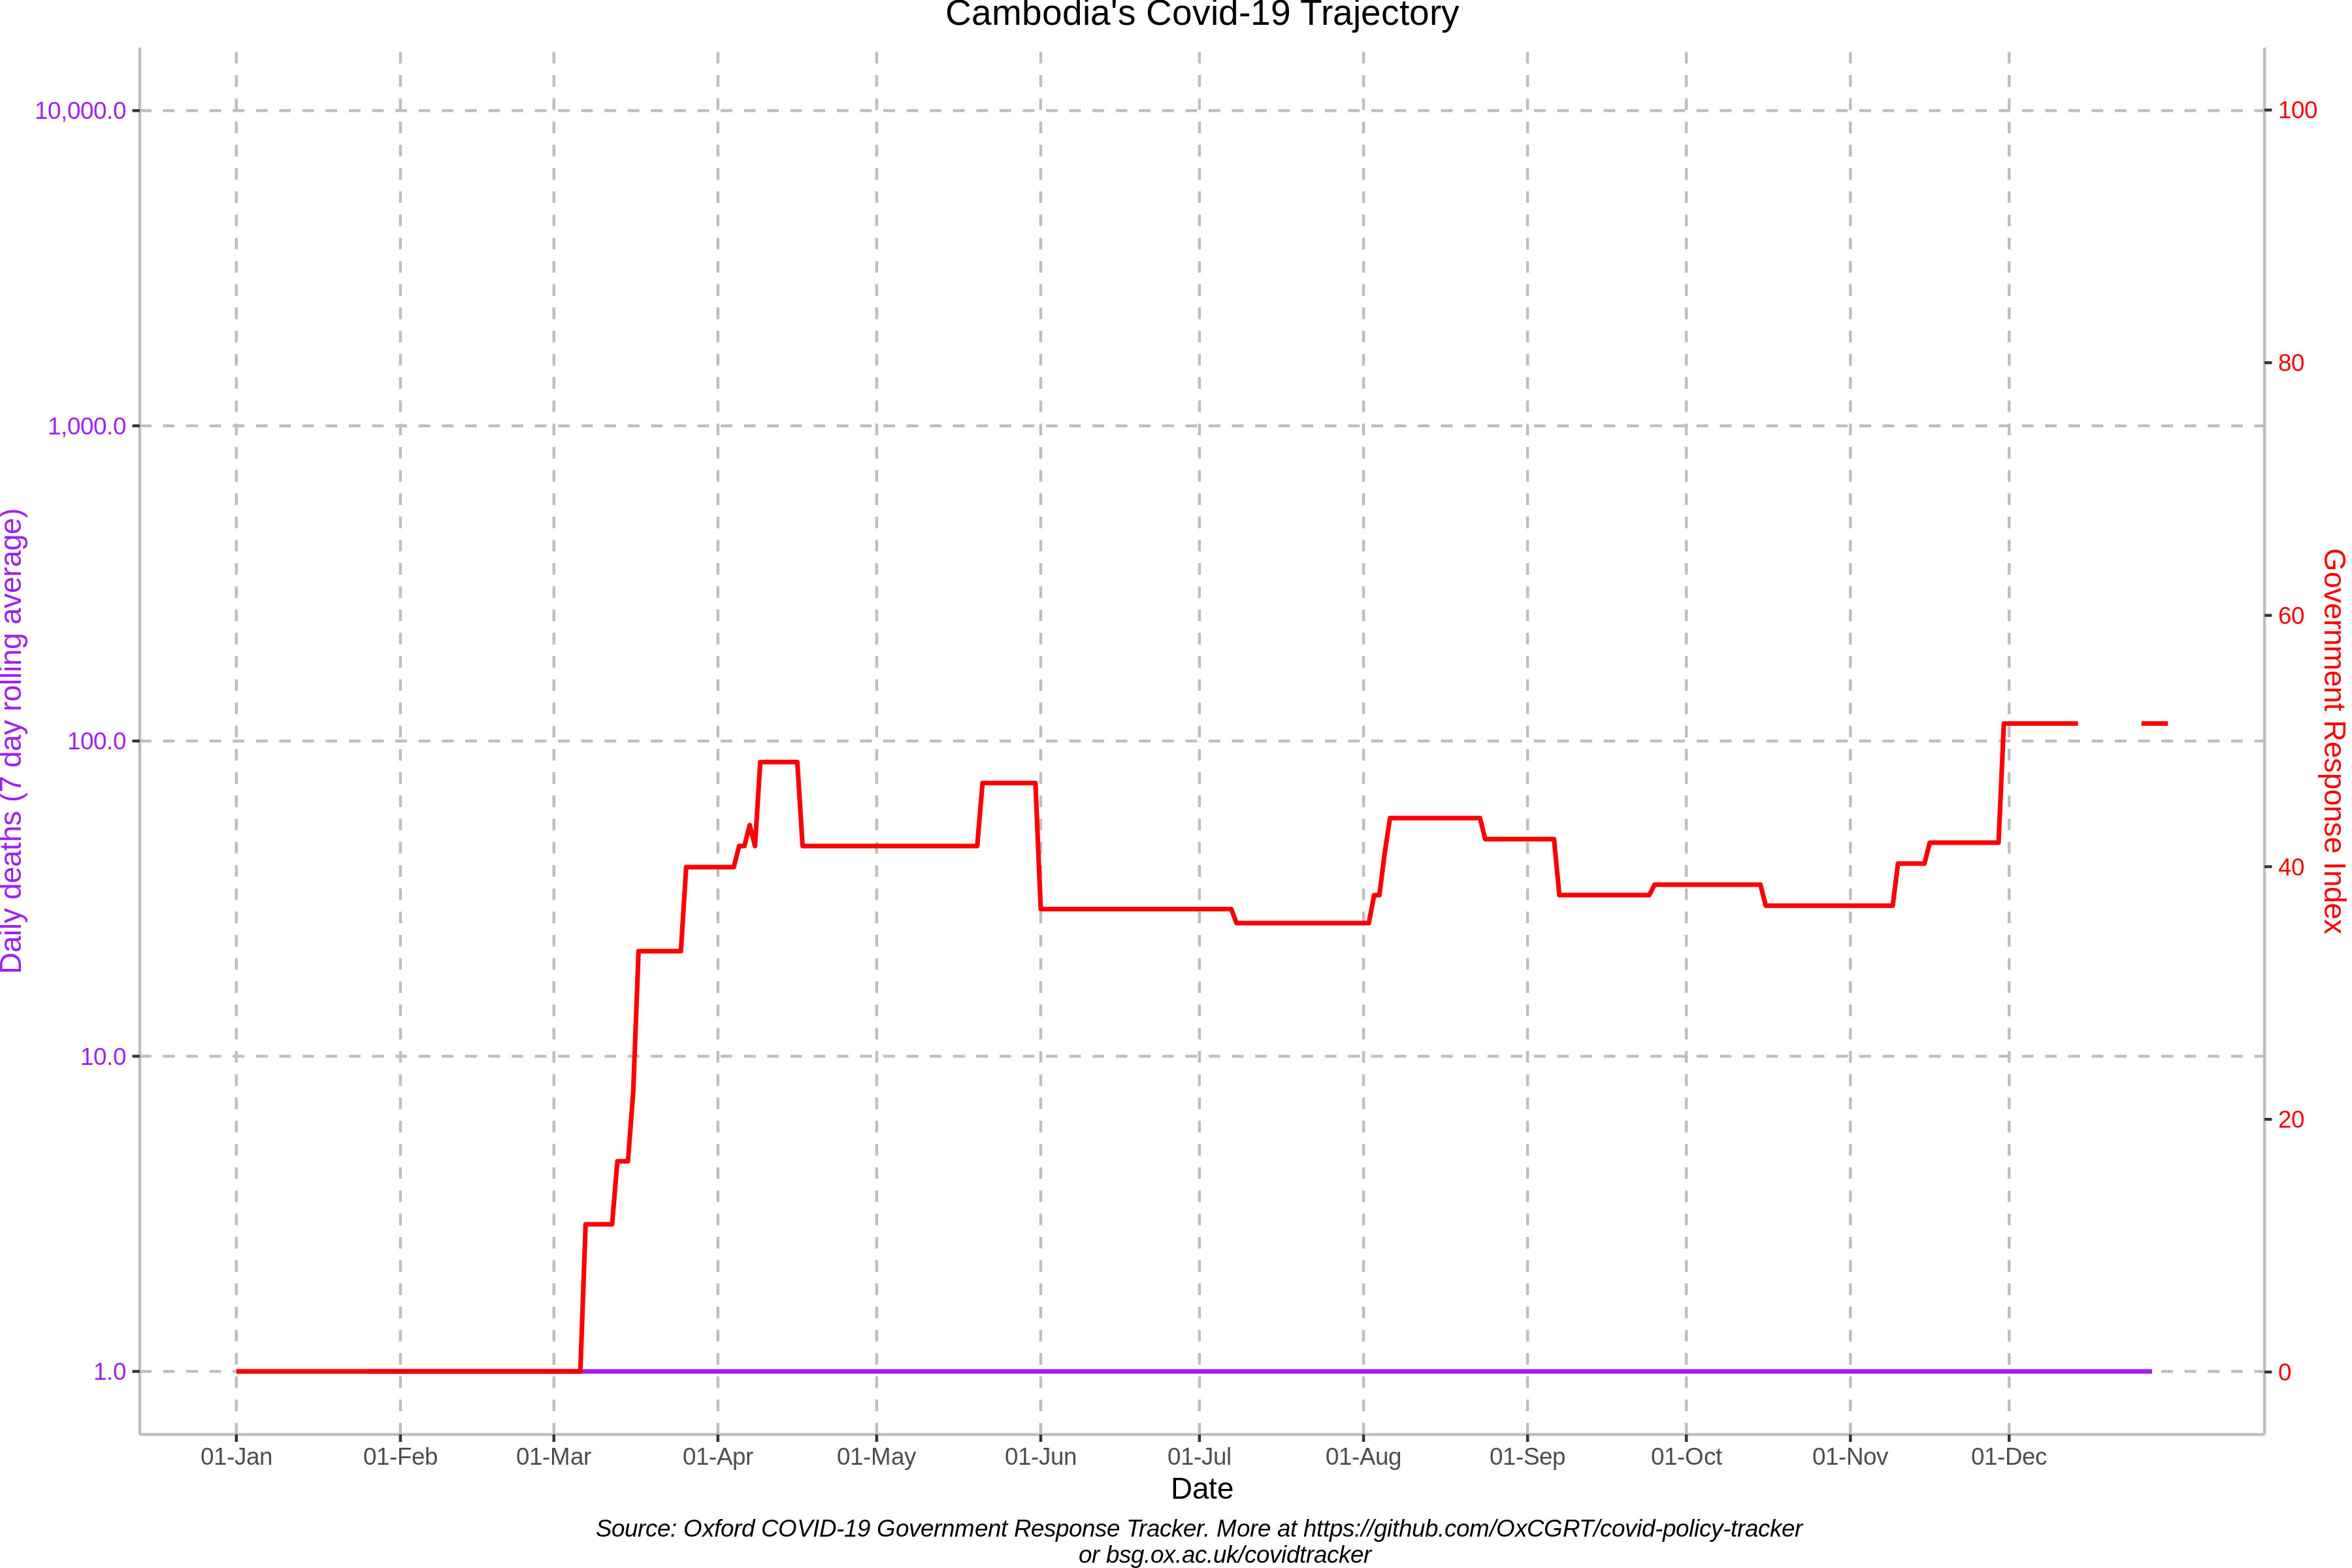 Cambodia's Covid-19 Trajectory
Daily deaths (7 day rolling average)
10,000.0
1,000.0
100.0
10.0
1.0
100
80
60
40
20
0
Government Response Index
01-Jan 01-Feb 01-Mar 01-Apr 01-May 01-Jun 01-Jul 01-Aug 01-Sep 01-Oct 01-Nov 01-Dec
Date
Source: Oxford COVID-19 Government Response Tracker. More at https://github.com/OxCGRT/covid-policy-tracker
or bsg.ox.ac.uk/covidtracker